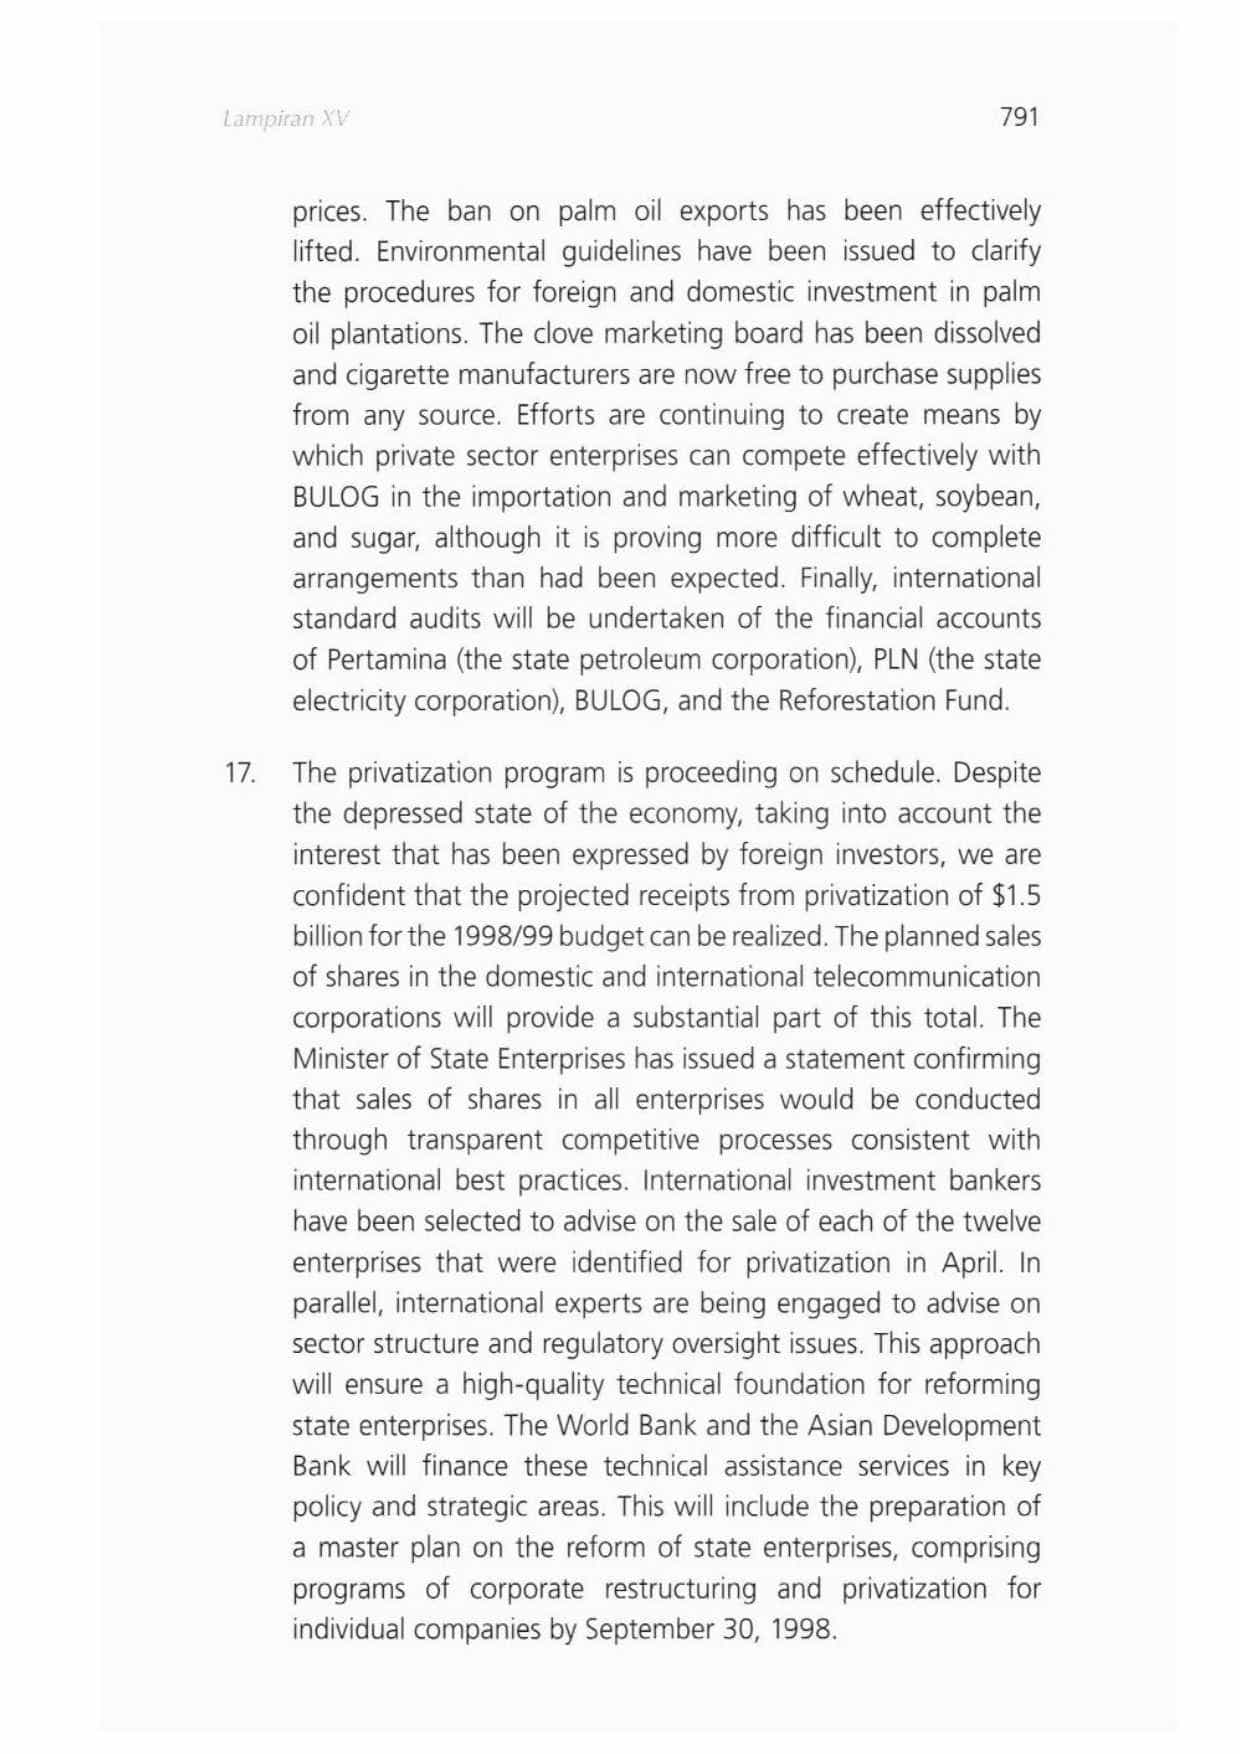 Lampiran XV
791
prices. The ban on palm oil exports has been effectively
lifted. Environmental guidelines have been issued to clarify
the procedures for foreign and domestic investment in palm
oil plantations. The clove marketing board has been dissolved
and cigarette manufacturers are now free to purchase supplies
from any source. Efforts are continuing to create means by
which private sector enterprises can compete effectively with
BULOG in the importation and marketing of wheat, soybean,
and sugar, although it is proving more difficult to complete
arrangements than had been expected. Finally, international
standard audits will be undertaken of the financial accounts
of Pertamina (the state petroleum corporation), PLN (the state
electricity corporation), BULOG, and the Reforestation Fund.
17. The privatization program is proceeding on schedule. Despite
the depressed state of the economy, taking into account the
interest that has been expressed by foreign investors, we are
confident that the projected receipts from privatization of $1.5
billion for the 1998/99 budget can be realized. The planned sales
of shares in the domestic and international telecommunication
corporations will provide a substantial part of this total. The
Minister of State Enterprises has issued a statement confirming
that sales of shares in all enterprises would be conducted
through transparent competitive processes consistent with
international best practices. International investment bankers
have been selected to advise on the sale of each of the twelve
enterprises that were identified for privatization in April. In
parallel, international experts are being engaged to advise on
sector structure and regulatory oversight issues. This approach
will ensure a high-quality technical foundation for reforming
state enterprises. The World Bank and the Asian Development
Bank will finance these technical assistance services in key
policy and strategic areas. This will include the preparation of
a master plan on the reform of state enterprises, comprising
programs of corporate restructuring and privatization for
individual companies by September 30, 1998.